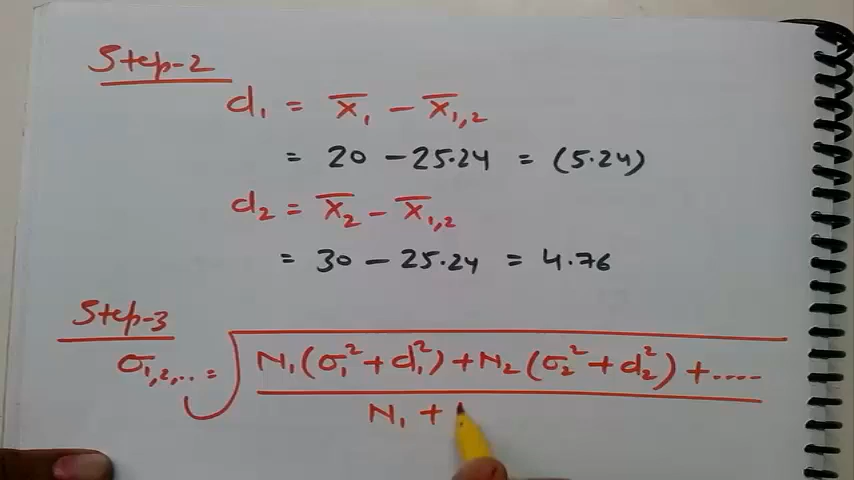 Step-2
d₁ = X̅₁ - X̅₁,₂
= 20 - 25.24 = (5.24)
d₂ = X̅₂ - X̅₁,₂
= 30 - 25.24 = 4.76
Step-3
σ₁,₂,.. = √ N₁(σ₁² + d₁²) + N₂(σ₂² + d₂²) + ....
N₁ +